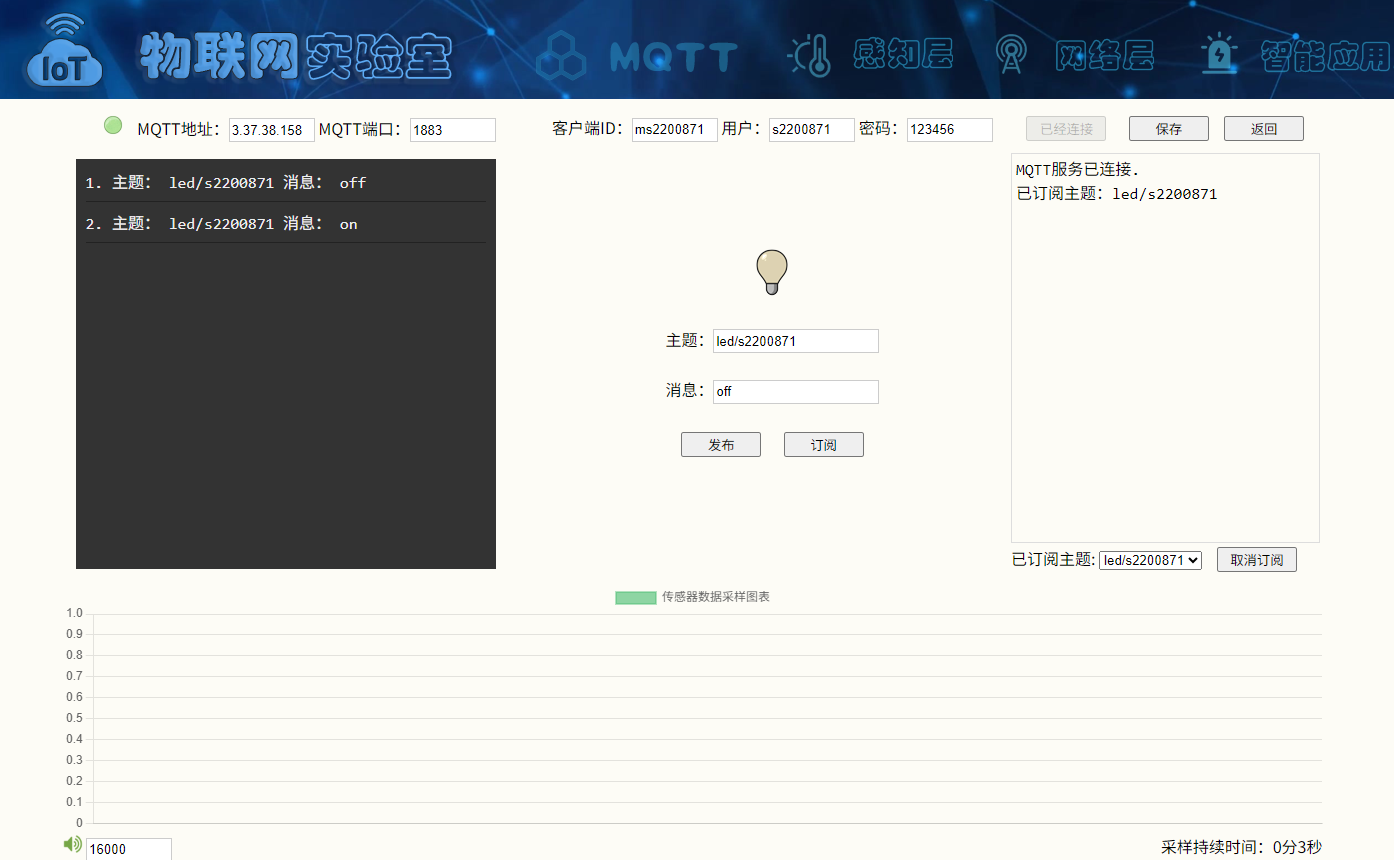 IoT 物联网实验室 MQTT 感知层 网络层 智能应用
MQTT地址： 3.37.38.158 MQTT端口： 1883 客户端ID： ms2200871 用户： s2200871 密码： 123456 已经连接 保存 返回
1. 主题： led/s2200871 消息： off
2. 主题： led/s2200871 消息： on
MQTT服务已连接.
已订阅主题：led/s2200871
主题： led/s2200871
消息： off
发布 订阅
已订阅主题: led/s2200871 取消订阅
传感器数据采样图表
1.0
0.9
0.8
0.7
0.6
0.5
0.4
0.3
0.2
0.1
0
16000 采样持续时间：0分3秒